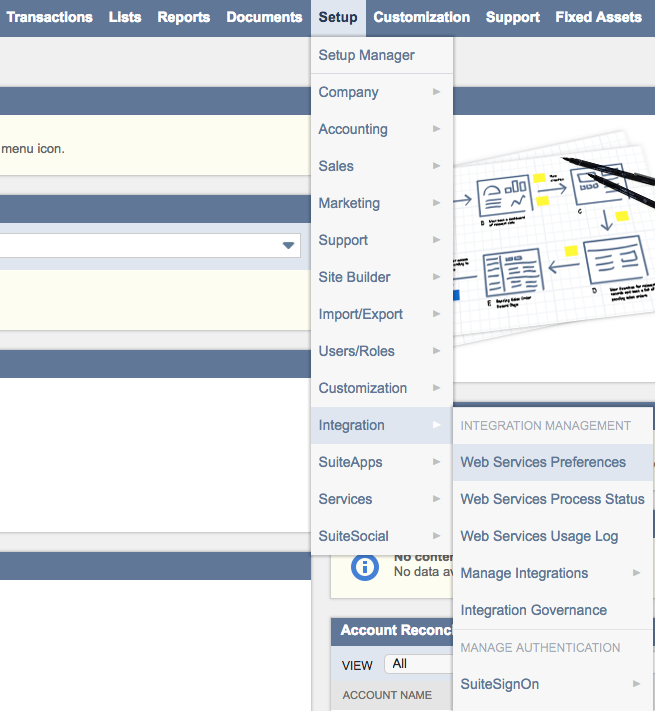 Transactions Lists Reports Documents Setup Customization Support Fixed Assets
Setup Manager
Company
Accounting
Sales
Marketing
Support
Site Builder
Import/Export
Users/Roles
Customization
Integration
SuiteApps
Services
SuiteSocial
menu icon.
B
C
D
E
INTEGRATION MANAGEMENT
Web Services Preferences
Web Services Process Status
Web Services Usage Log
Manage Integrations
Integration Governance
MANAGE AUTHENTICATION
SuiteSignOn
No conten
No data av
Account Reconc
VIEW All
ACCOUNT NAME